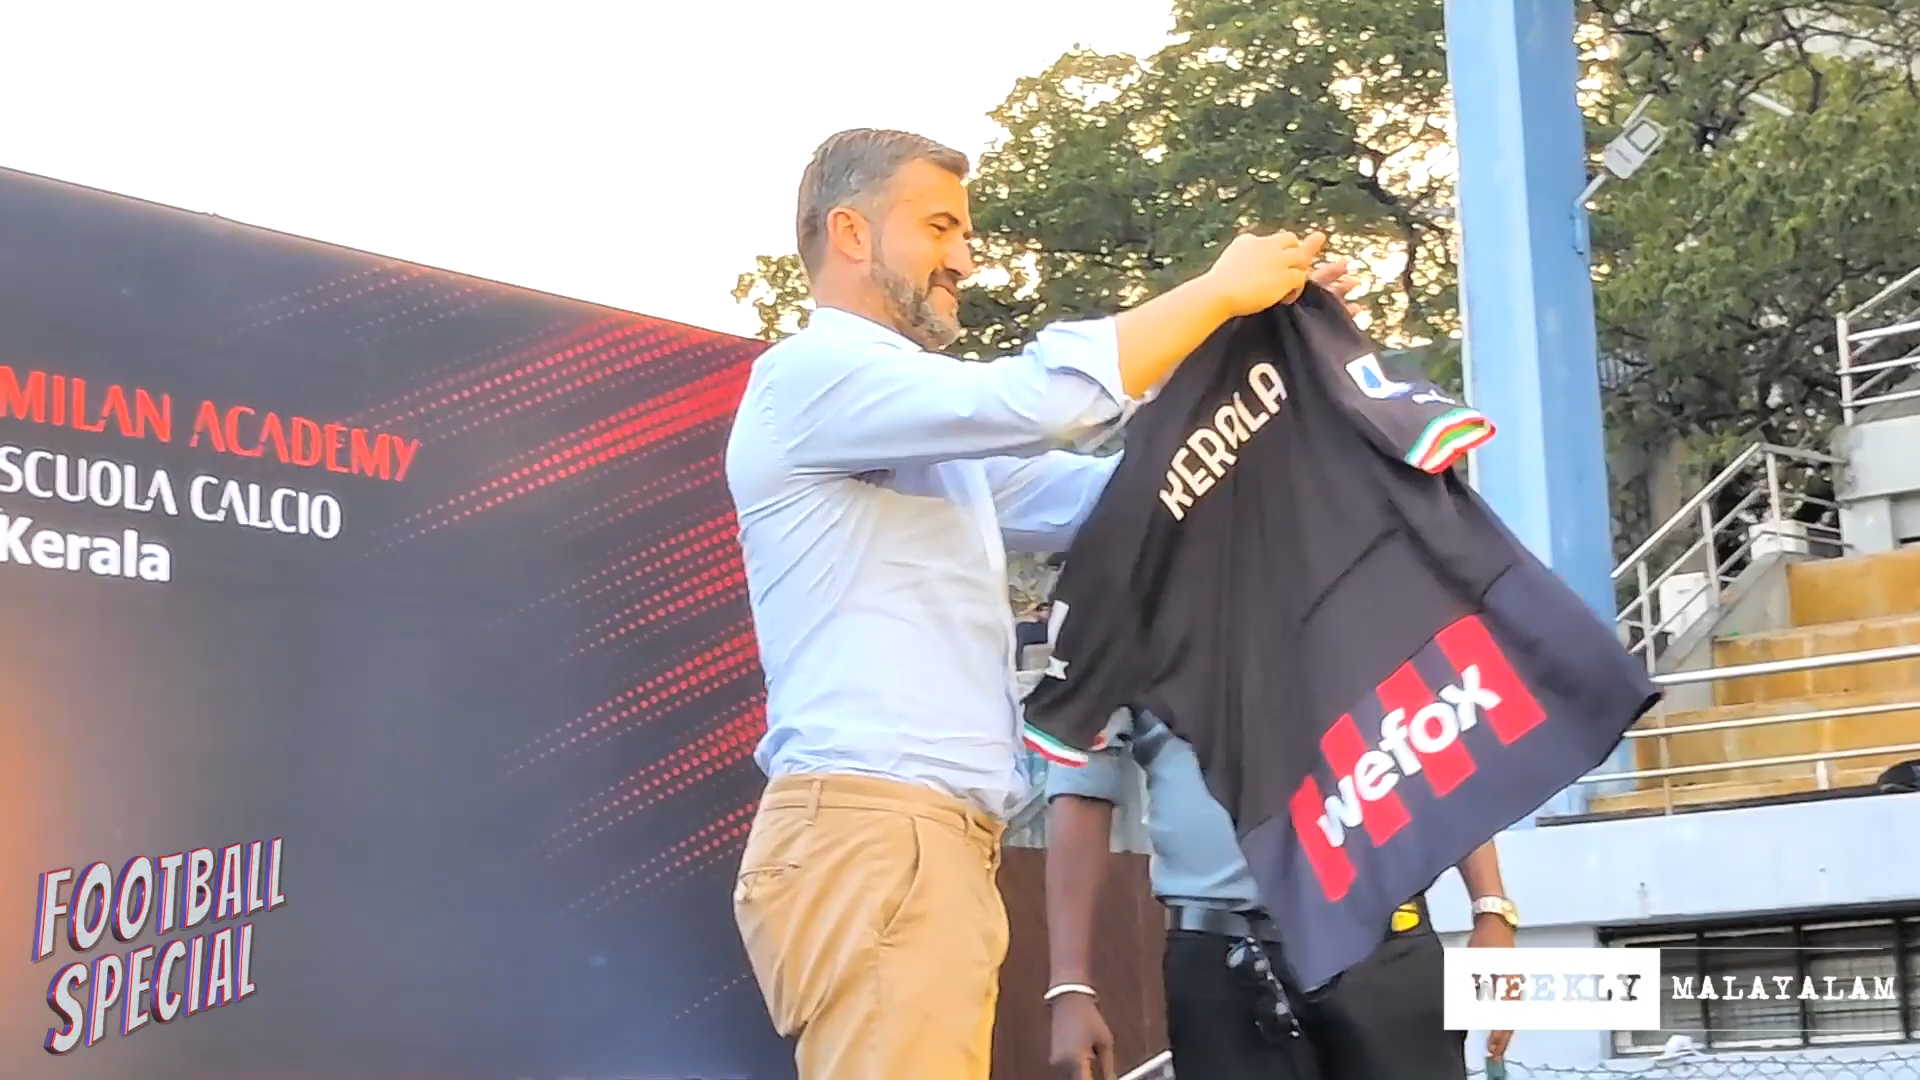 MILAN ACADEMY
SCUOLA CALCIO
Kerala
KERALA
wefox
FOOTBALL
SPECIAL
WEEKLY MALAYALAM